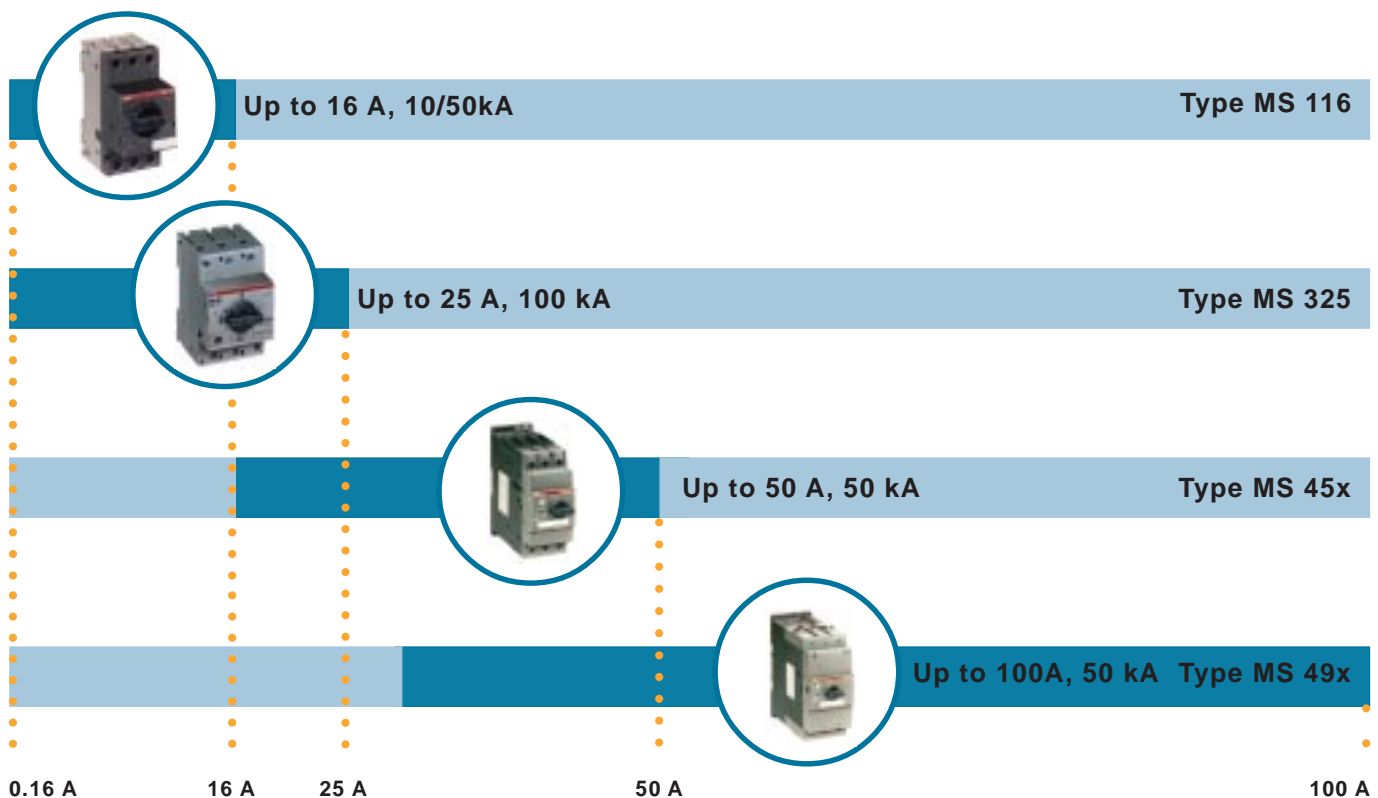 Up to 16 A, 10/50kA Type MS 116
Up to 25 A, 100 kA Type MS 325
Up to 50 A, 50 kA Type MS 45x
Up to 100A, 50 kA Type MS 49x
0.16 A 16 A 25 A 50 A 100 A